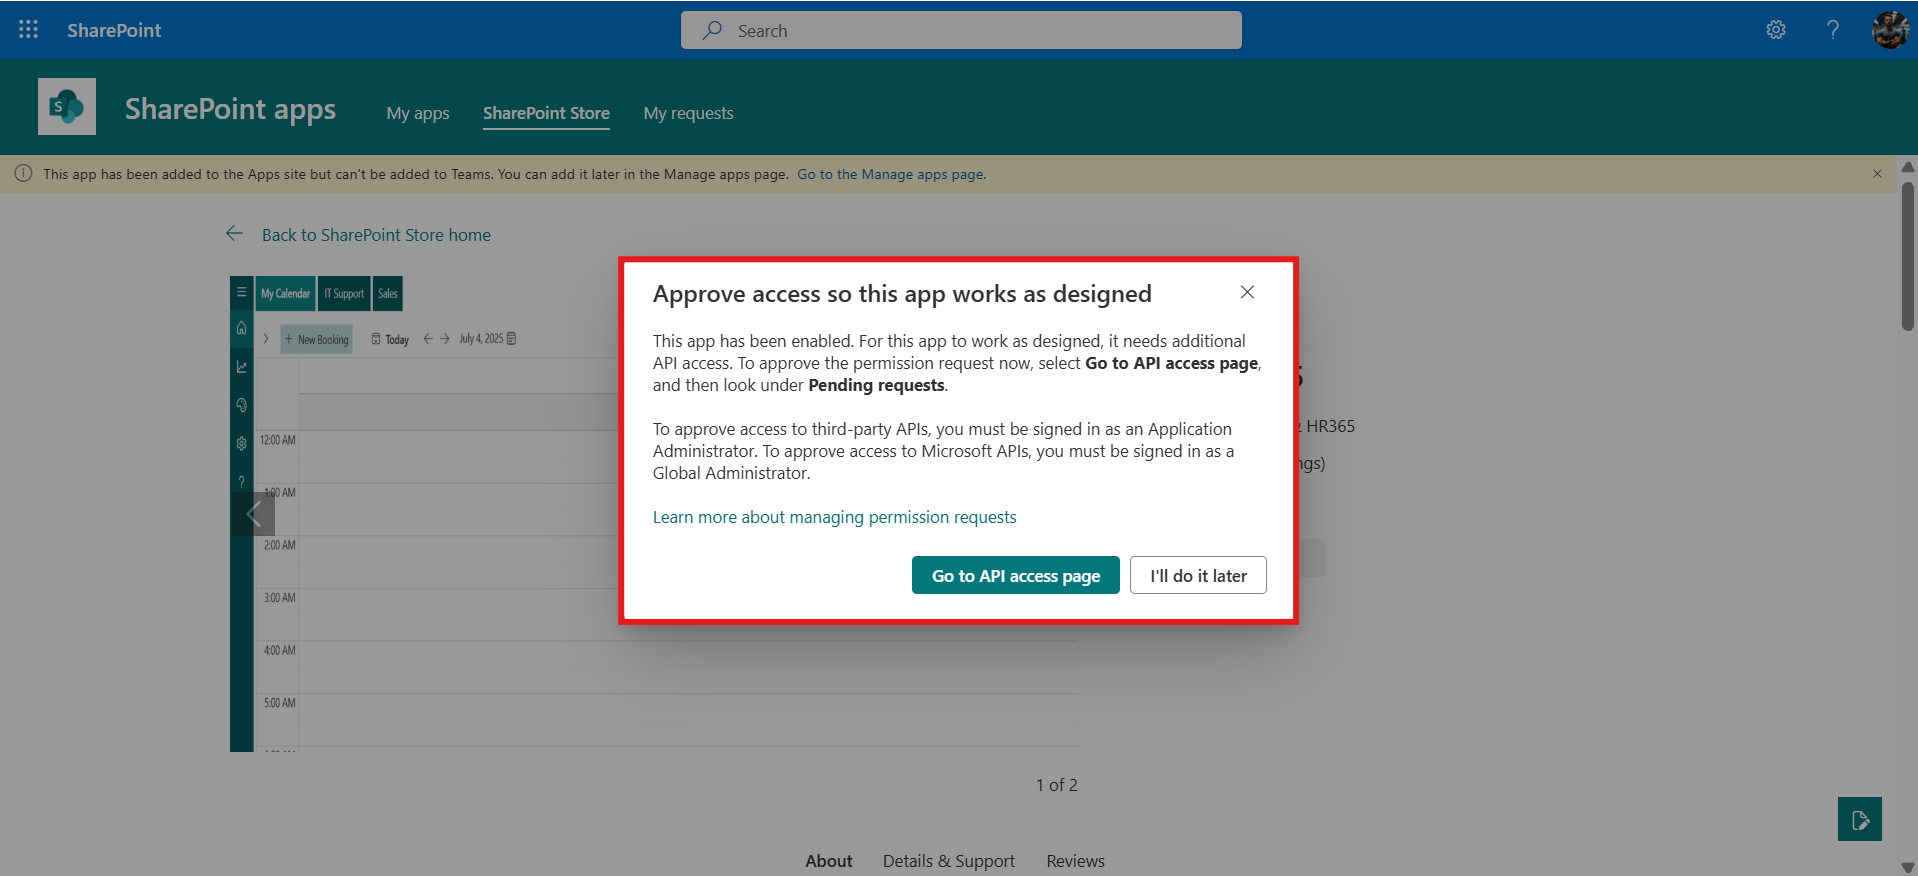 SharePoint
Search
SharePoint apps
My apps
SharePoint Store
My requests
This app has been added to the Apps site but can't be added to Teams. You can add it later in the Manage apps page. Go to the Manage apps page.
Back to SharePoint Store home
My Calendar
IT Support
Sales
+ New Booking
Today
July 4, 2025
12:00 AM
1:00 AM
2:00 AM
3:00 AM
4:00 AM
5:00 AM
Approve access so this app works as designed
This app has been enabled. For this app to work as designed, it needs additional
API access. To approve the permission request now, select Go to API access page,
and then look under Pending requests.
To approve access to third-party APIs, you must be signed in as an Application
Administrator. To approve access to Microsoft APIs, you must be signed in as a
Global Administrator.
Learn more about managing permission requests
Go to API access page
I'll do it later
HR365
ngs)
1 of 2
About
Details & Support
Reviews